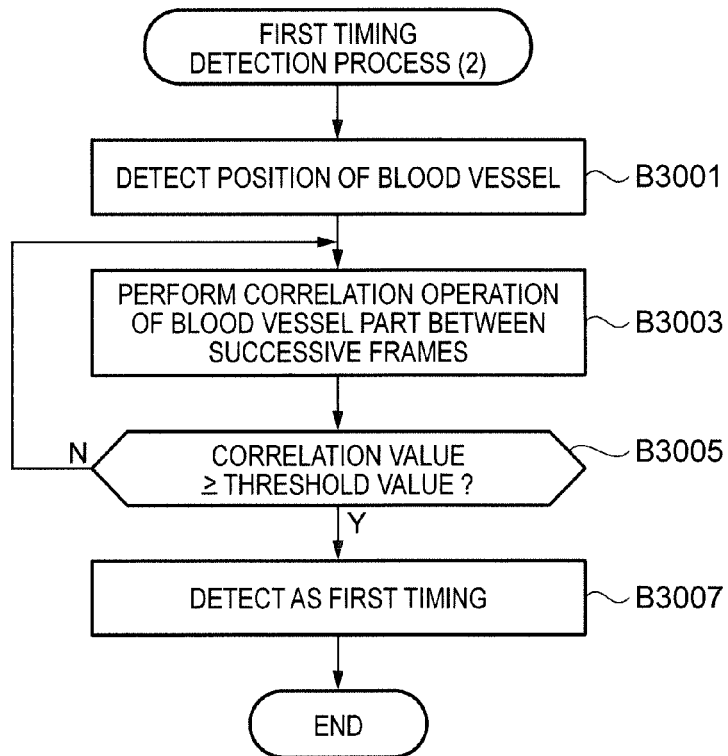 FIRST TIMING
DETECTION PROCESS (2)
DETECT POSITION OF BLOOD VESSEL
B3001
PERFORM CORRELATION OPERATION
OF BLOOD VESSEL PART BETWEEN
SUCCESSIVE FRAMES
B3003
N
CORRELATION VALUE
≥ THRESHOLD VALUE ?
B3005
Y
DETECT AS FIRST TIMING
B3007
END